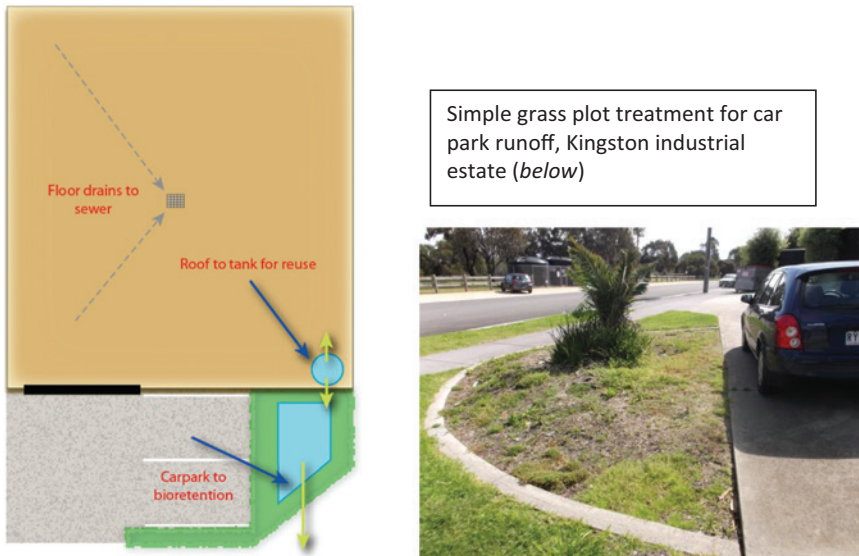 Floor drains to
sewer
Roof to tank for reuse
Carpark to
bioretention
Simple grass plot treatment for car
park runoff, Kingston industrial
estate (below)